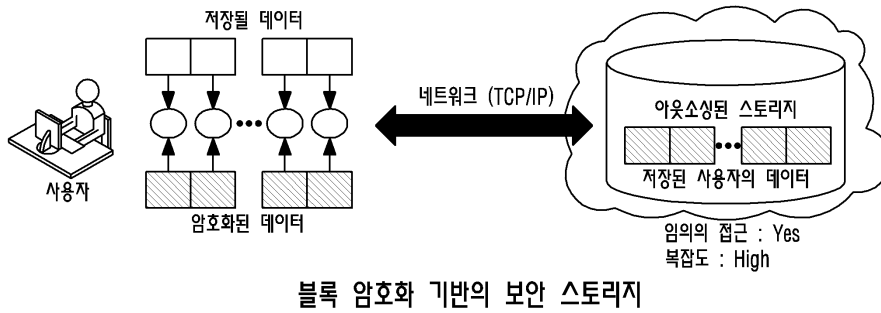 저장될 데이터
네트워크 (TCP/IP)
아웃소싱된 스토리지
저장된 사용자의 데이터
사용자
암호화된 데이터
임의의 접근 : Yes
복잡도 : High
블록 암호화 기반의 보안 스토리지